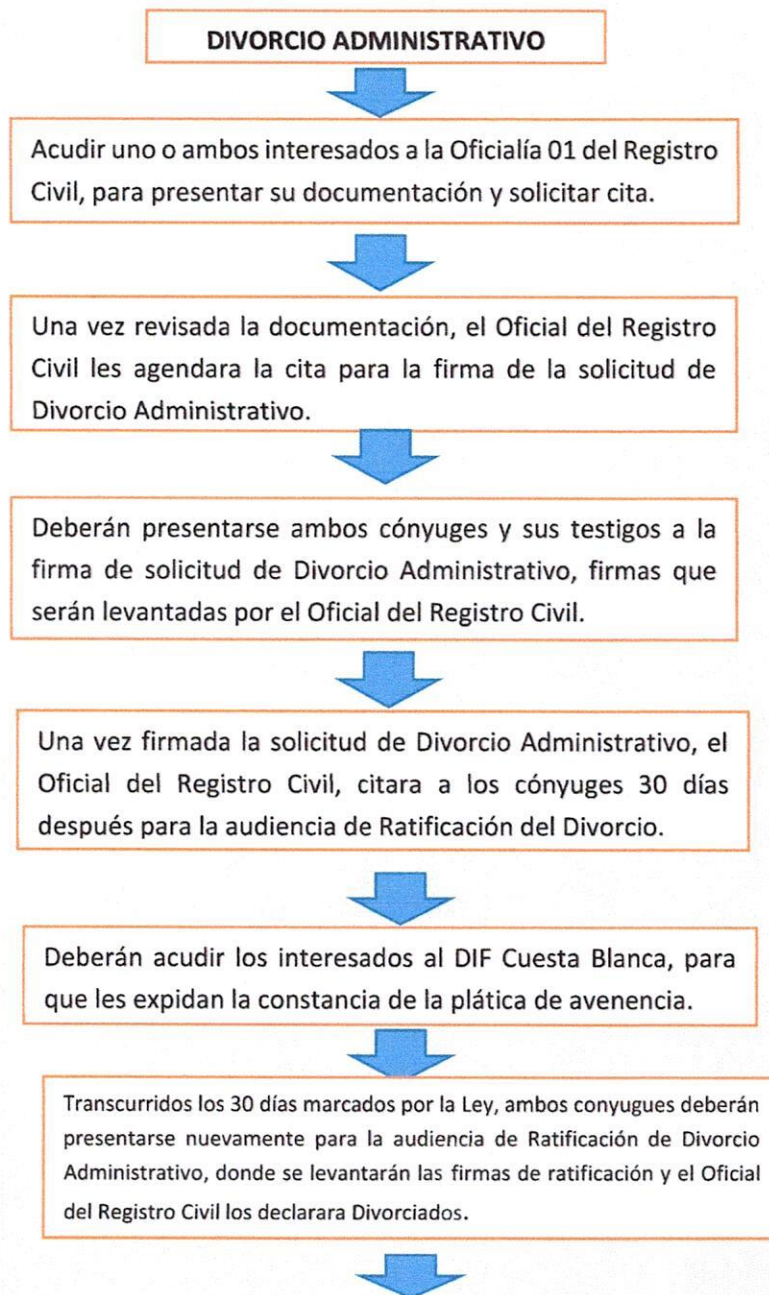 DIVORCIO ADMINISTRATIVO
Acudir uno o ambos interesados a la Oficialía 01 del Registro
Civil, para presentar su documentación y solicitar cita.
Una vez revisada la documentación, el Oficial del Registro
Civil les agendara la cita para la firma de la solicitud de
Divorcio Administrativo.
Deberán presentarse ambos cónyuges y sus testigos a la
firma de solicitud de Divorcio Administrativo, firmas que
serán levantadas por el Oficial del Registro Civil.
Una vez firmada la solicitud de Divorcio Administrativo, el
Oficial del Registro Civil, citara a los cónyuges 30 días
después para la audiencia de Ratificación del Divorcio.
Deberán acudir los interesados al DIF Cuesta Blanca, para
que les expidan la constancia de la plática de avenencia.
Transcurridos los 30 días marcados por la Ley, ambos conyugues deberán
presentarse nuevamente para la audiencia de Ratificación de Divorcio
Administrativo, donde se levantarán las firmas de ratificación y el Oficial
del Registro Civil los declarara Divorciados.